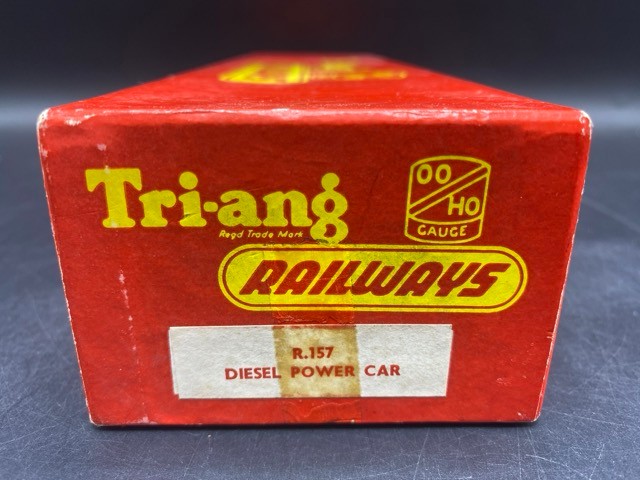 Tri-ang
Regd Trade Mark
OO/HO
GAUGE
RAILWAYS
R.157
DIESEL POWER CAR